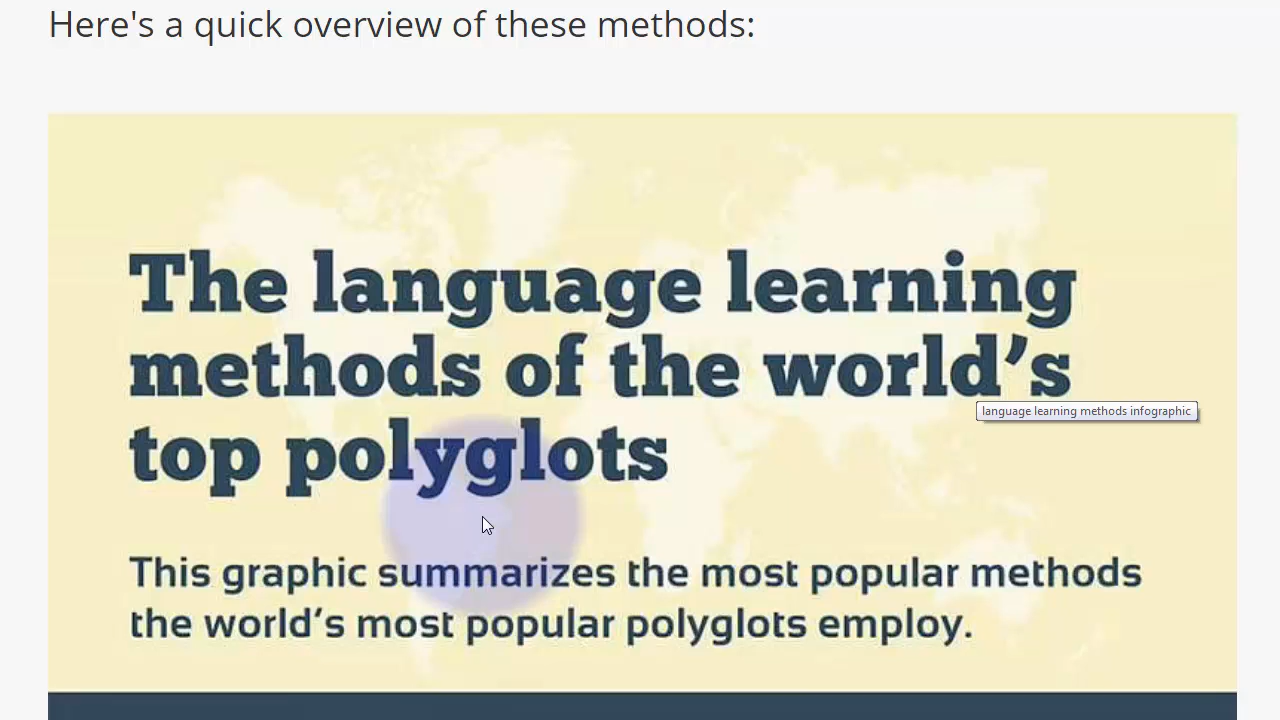 Here's a quick overview of these methods:
The language learning
methods of the world’s
language learning methods infographic
top polyglots
This graphic summarizes the most popular methods
the world’s most popular polyglots employ.